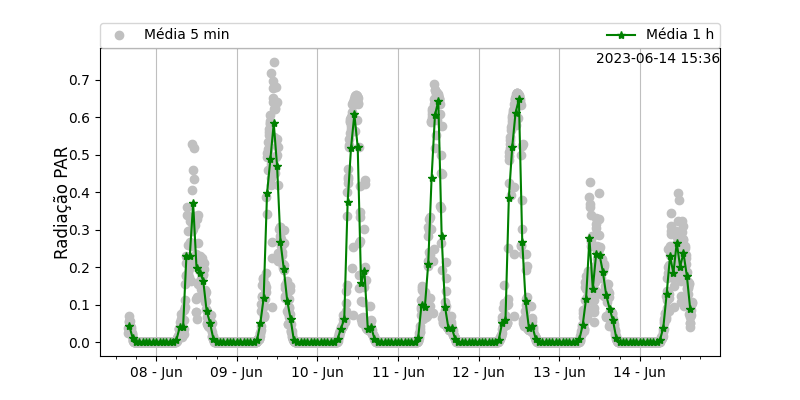 Média 5 min
Média 1 h
2023-06-14 15:36
Radiação PAR
0.7
0.6
0.5
0.4
0.3
0.2
0.1
0.0
08 - Jun
09 - Jun
10 - Jun
11 - Jun
12 - Jun
13 - Jun
14 - Jun